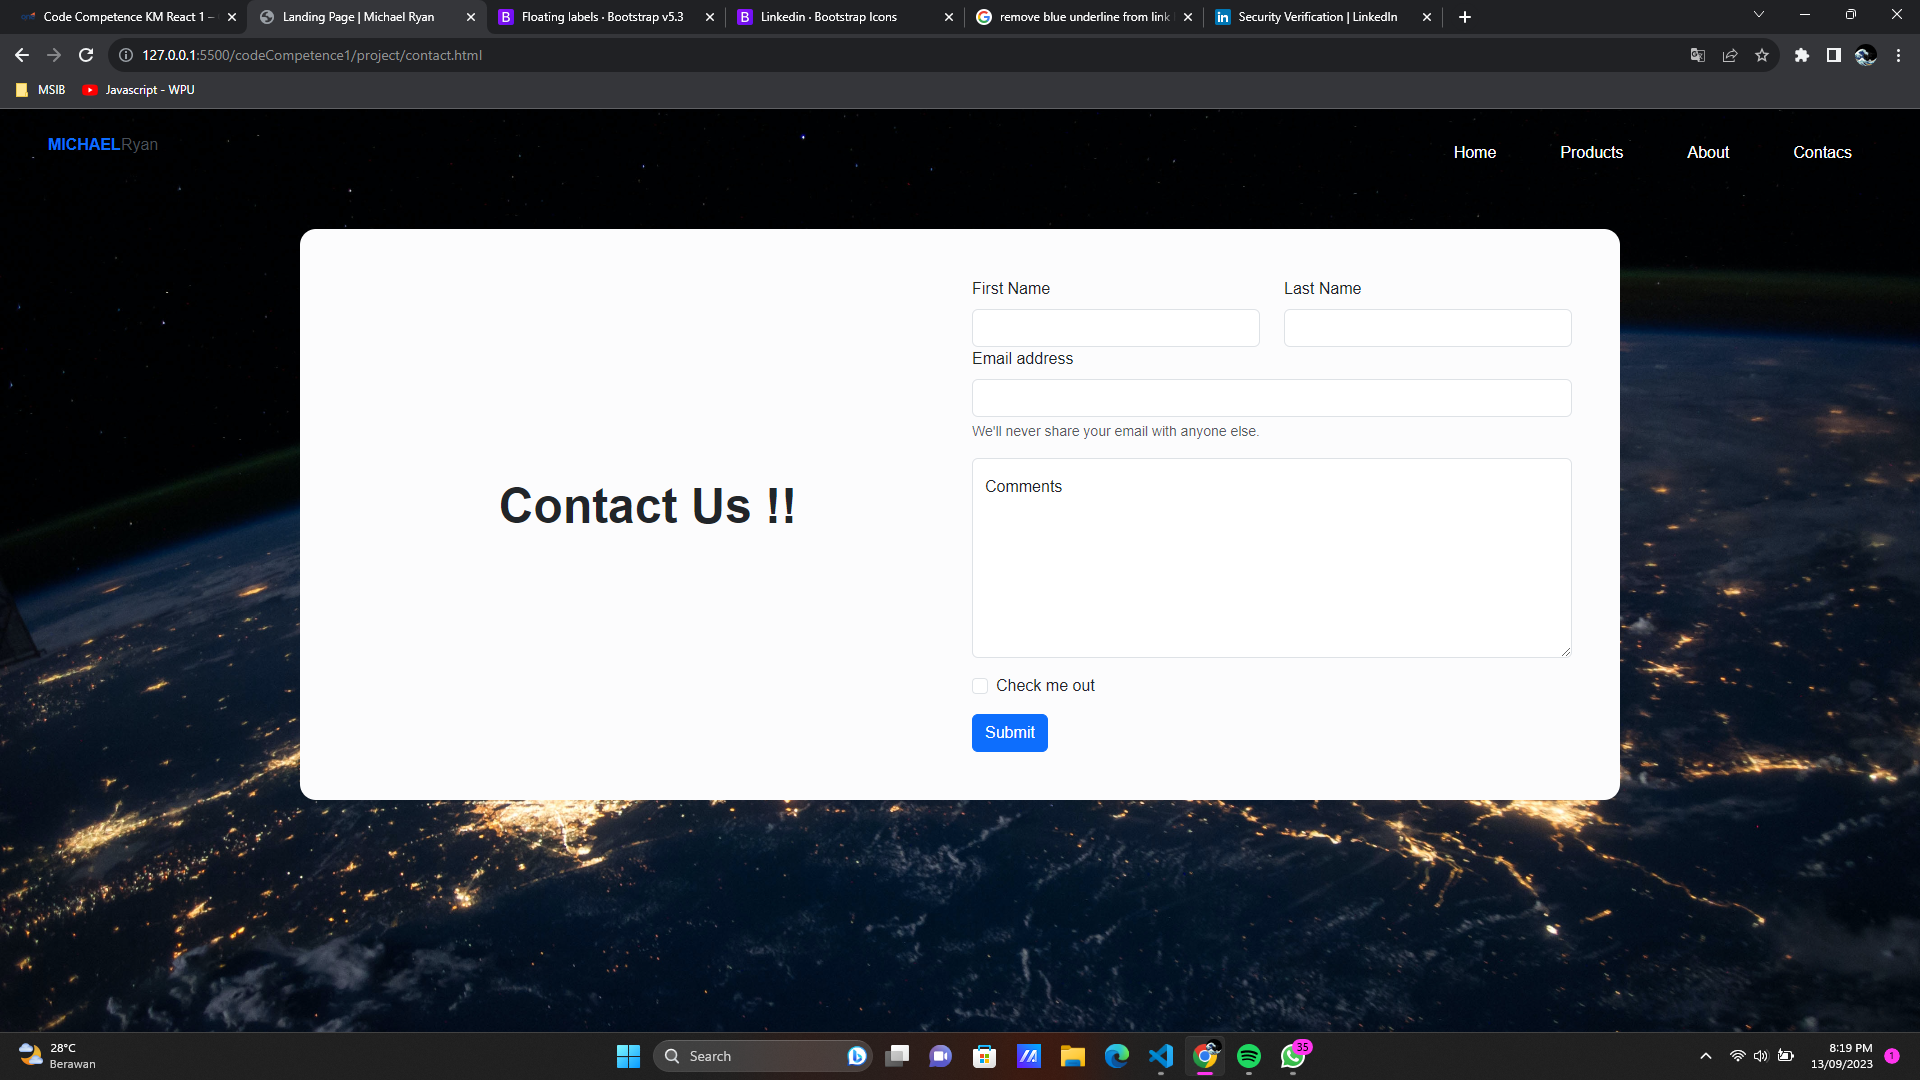 Code Competence KM React 1 –
Landing Page | Michael Ryan
Floating labels · Bootstrap v5.3
Linkedin · Bootstrap Icons
remove blue underline from link
Security Verification | LinkedIn
127.0.0.1:5500/codeCompetence1/project/contact.html
MSIB
Javascript - WPU
MICHAELRyan
Home
Products
About
Contacs
Contact Us !!
First Name
Last Name
Email address
We'll never share your email with anyone else.
Comments
Check me out
Submit
28°C
Berawan
Search
35
8:19 PM
13/09/2023
1